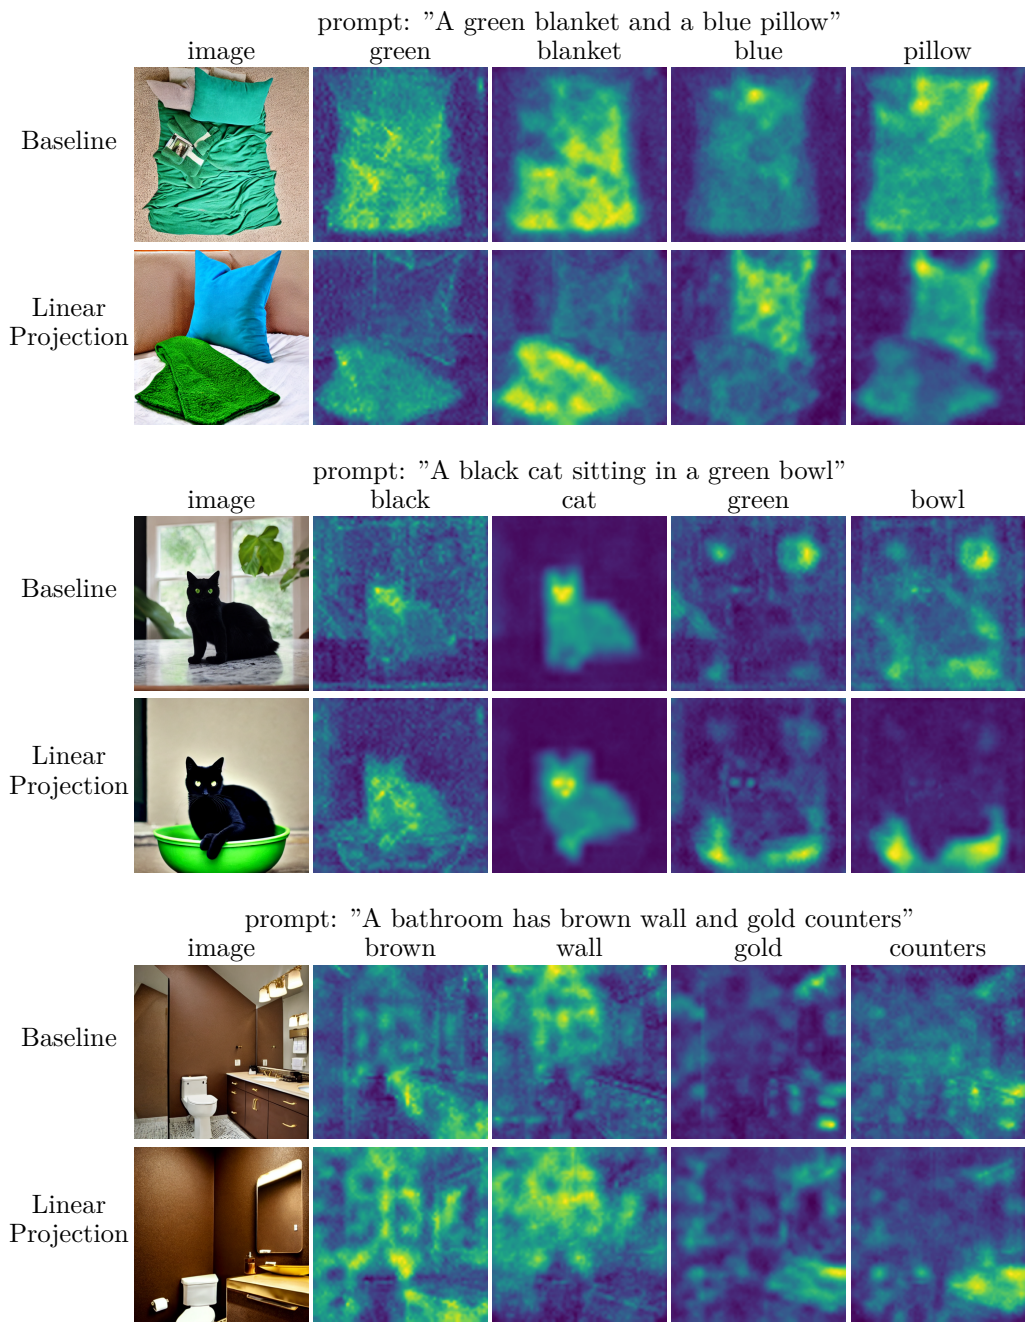 prompt: ”A green blanket and a blue pillow”
image green blanket blue pillow
Baseline
Linear
Projection
prompt: ”A black cat sitting in a green bowl”
image black cat green bowl
Baseline
Linear
Projection
prompt: ”A bathroom has brown wall and gold counters”
image brown wall gold counters
Baseline
Linear
Projection